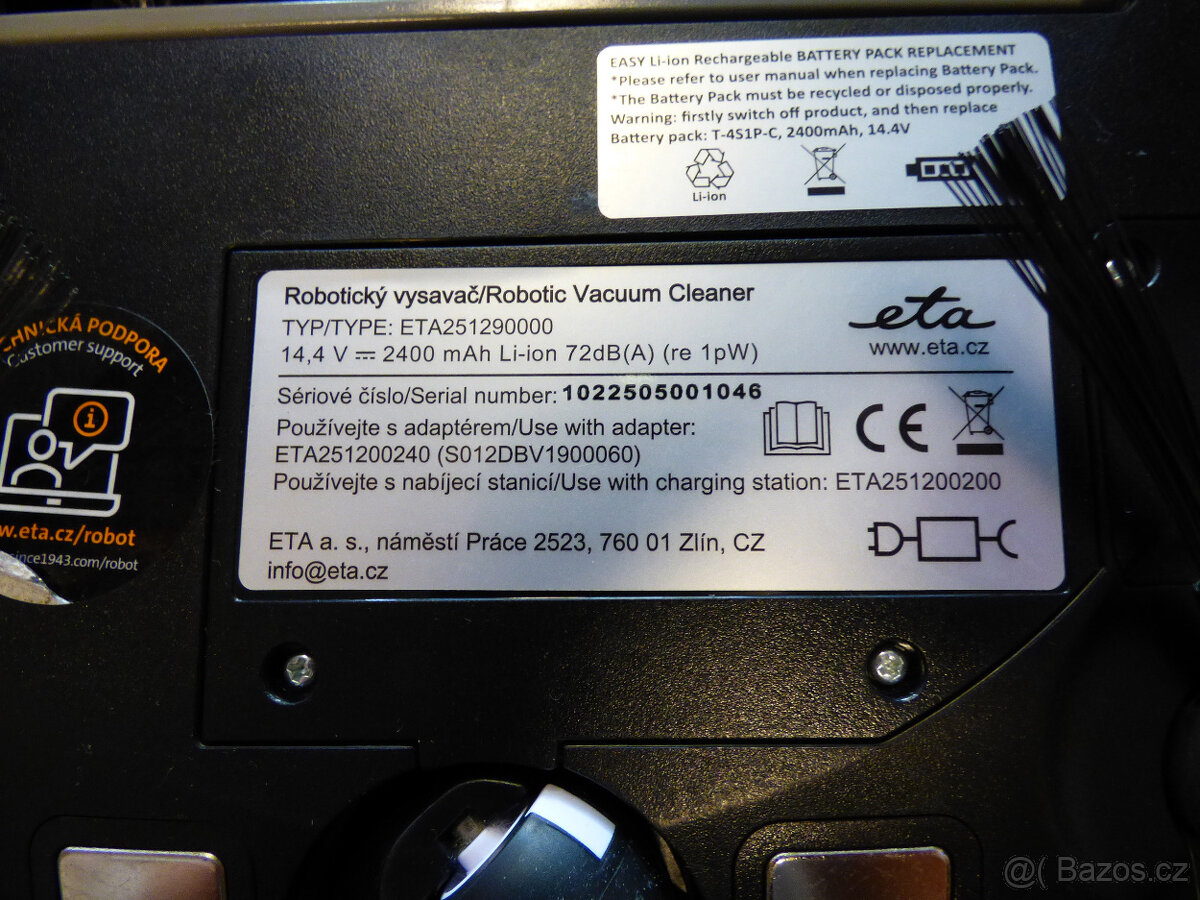 EASY Li-ion Rechargeable BATTERY PACK REPLACEMENT
*Please refer to user manual when replacing Battery Pack.
*The Battery Pack must be recycled or disposed properly.
Warning: firstly switch off product, and then replace
Battery pack: T-4S1P-C, 2400mAh, 14.4V
Li-ion
Robotický vysavač/Robotic Vacuum Cleaner
TYP/TYPE: ETA251290000
14,4 V ⎓ 2400 mAh Li-ion 72dB(A) (re 1pW)
eta
www.eta.cz
Sériové číslo/Serial number: 1022505001046
Používejte s adaptérem/Use with adapter:
ETA251200240 (S012DBV1900060)
Používejte s nabíjecí stanicí/Use with charging station: ETA251200200
CE
ETA a. s., náměstí Práce 2523, 760 01 Zlín, CZ
info@eta.cz
CHNICKÁ PODPORA
Customer support
i
w.eta.cz/robot
since1943.com/robot
@( Bazos.cz